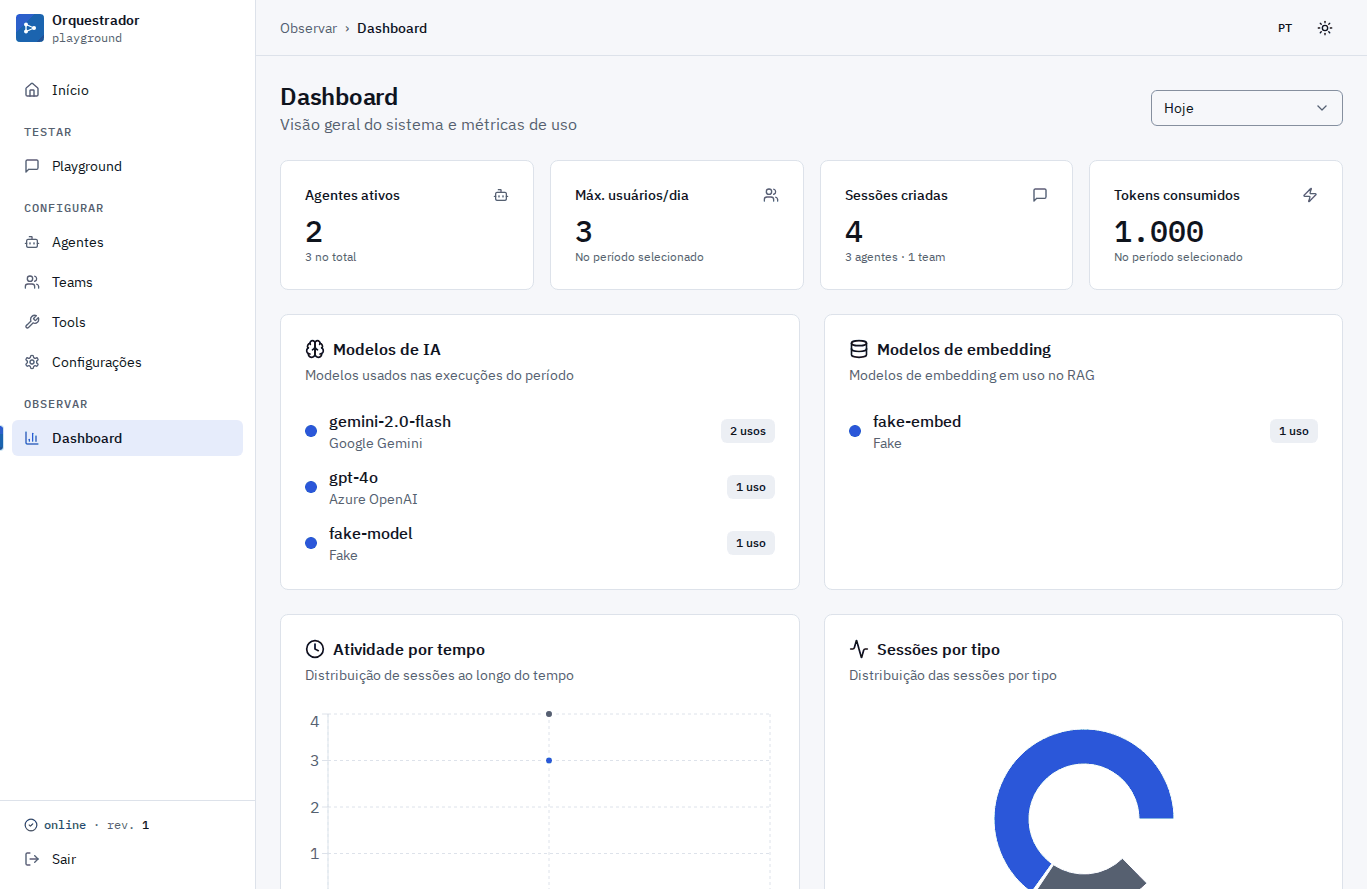 Orquestrador
playground
Início
TESTAR
Playground
CONFIGURAR
Agentes
Teams
Tools
Configurações
OBSERVAR
Dashboard
online · rev. 1
Sair
Observar › Dashboard
PT
Dashboard
Visão geral do sistema e métricas de uso
Hoje
Agentes ativos
2
3 no total
Máx. usuários/dia
3
No período selecionado
Sessões criadas
4
3 agentes · 1 team
Tokens consumidos
1.000
No período selecionado
Modelos de IA
Modelos usados nas execuções do período
gemini-2.0-flash
Google Gemini
2 usos
gpt-4o
Azure OpenAI
1 uso
fake-model
Fake
1 uso
Modelos de embedding
Modelos de embedding em uso no RAG
fake-embed
Fake
1 uso
Atividade por tempo
Distribuição de sessões ao longo do tempo
4
3
2
1
Sessões por tipo
Distribuição das sessões por tipo